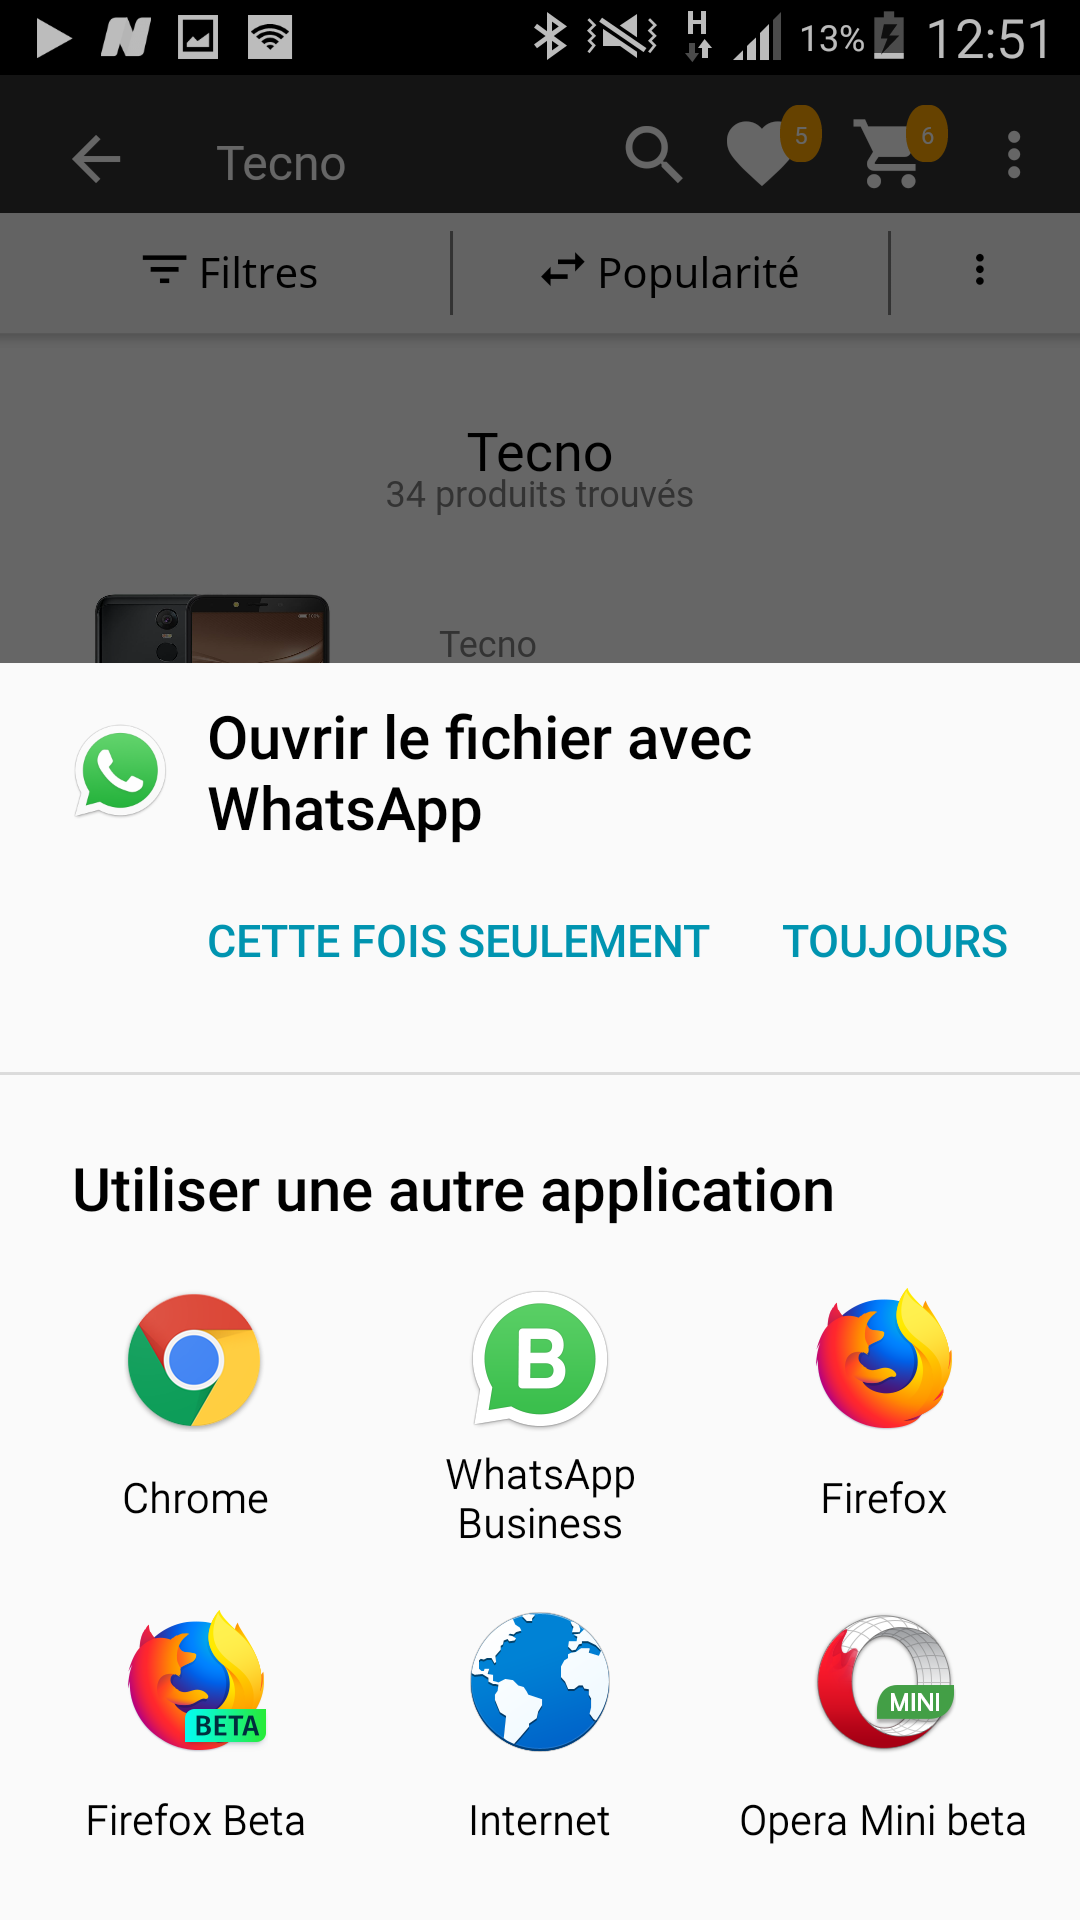 H 13% 12:51
Tecno 5 6
Filtres Popularité
Tecno
34 produits trouvés
Tecno
Ouvrir le fichier avec
WhatsApp
CETTE FOIS SEULEMENT TOUJOURS
Utiliser une autre application
B
Chrome WhatsApp Business Firefox
BETA MINI
Firefox Beta Internet Opera Mini beta